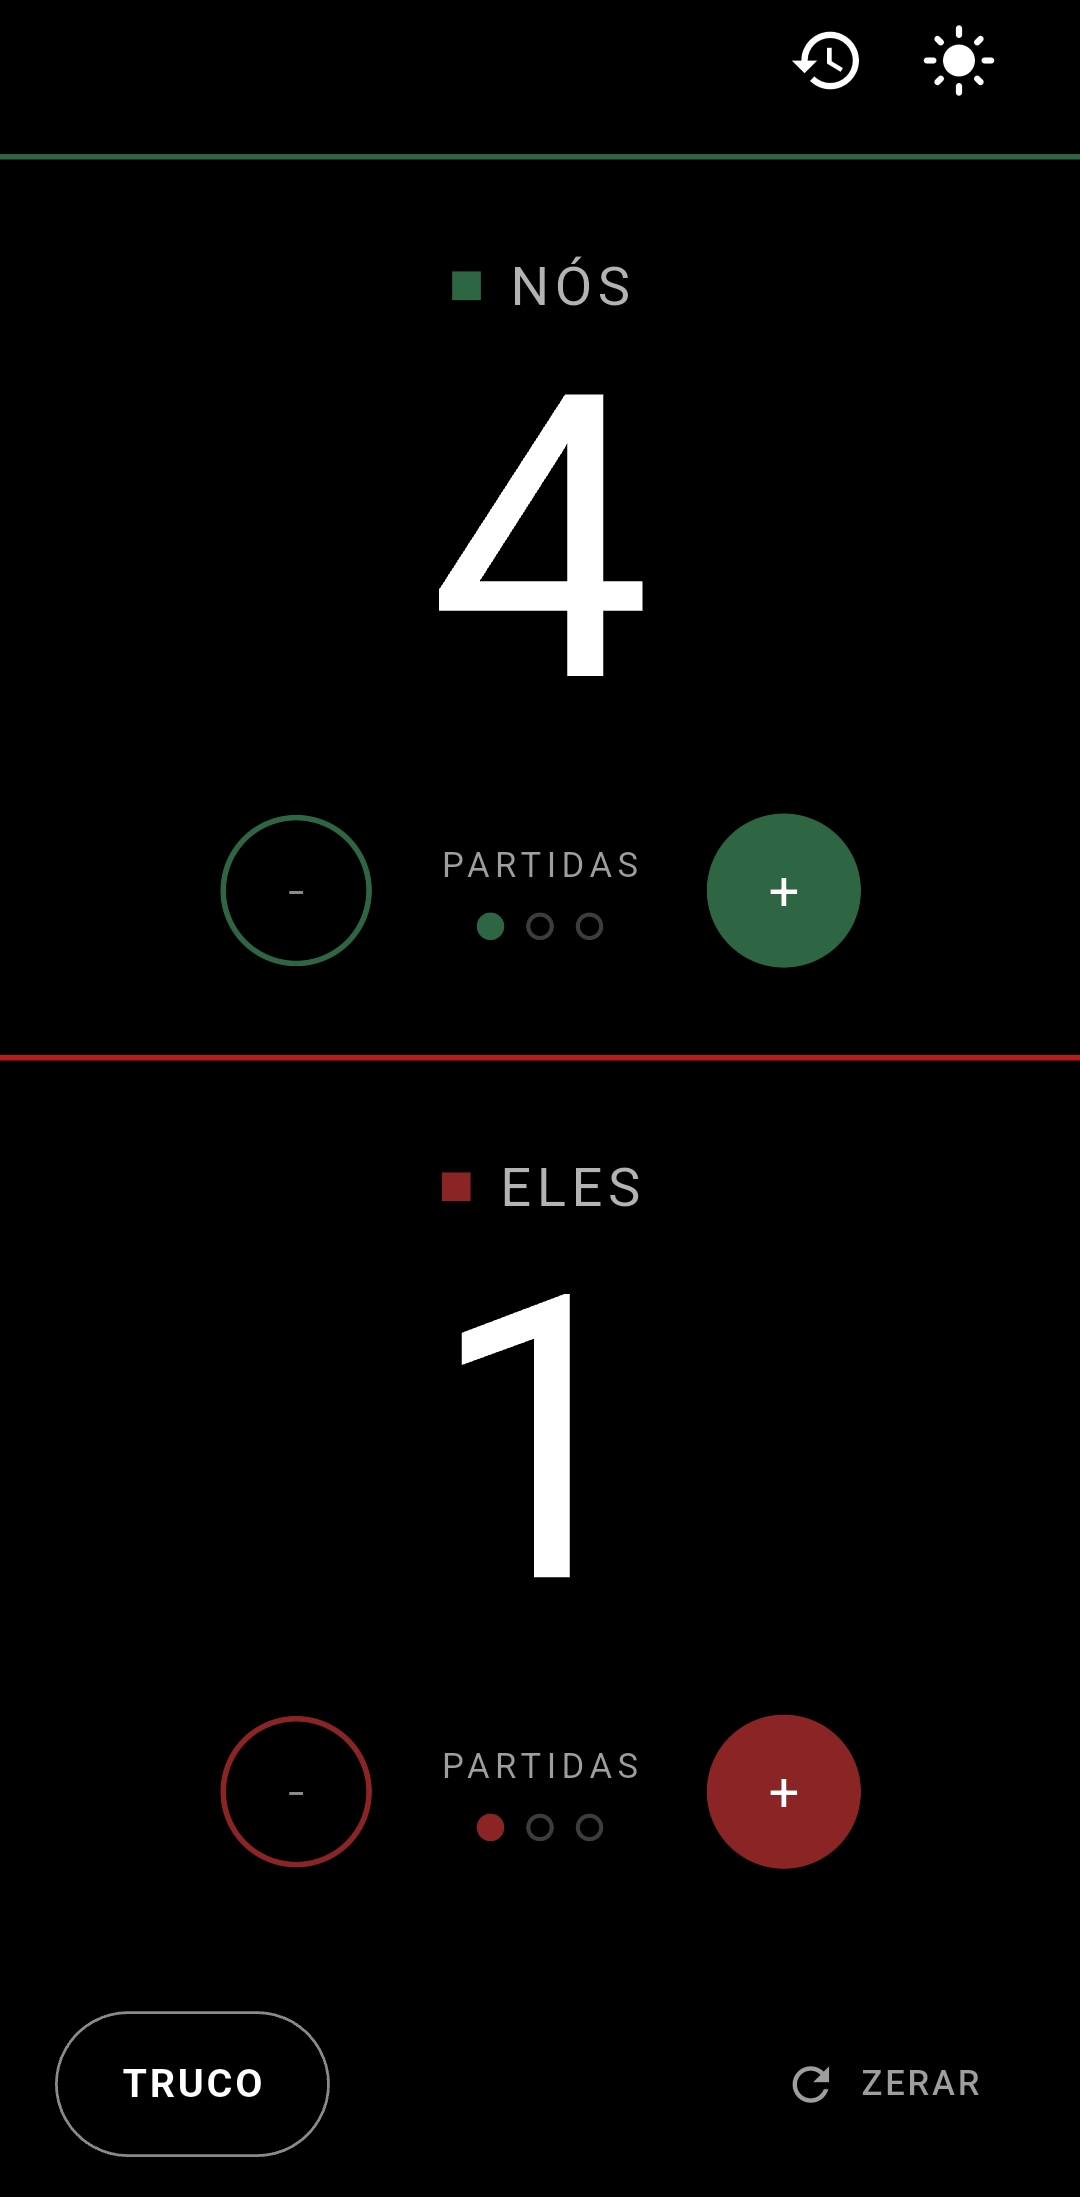 NÓS
4
-
PARTIDAS
+
ELES
1
-
PARTIDAS
+
TRUCO
ZERAR